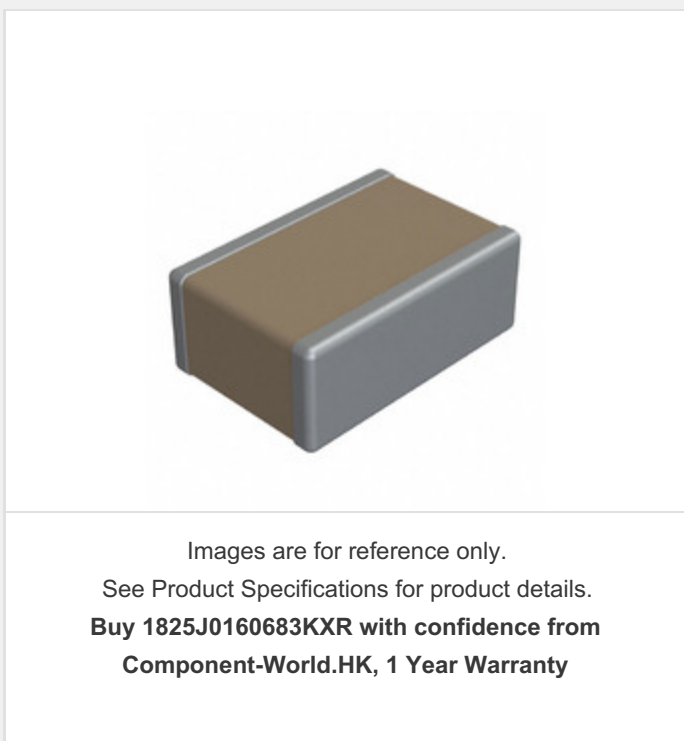 Images are for reference only.
See Product Specifications for product details.
Buy 1825J0160683KXR with confidence from
Component-World.HK, 1 Year Warranty